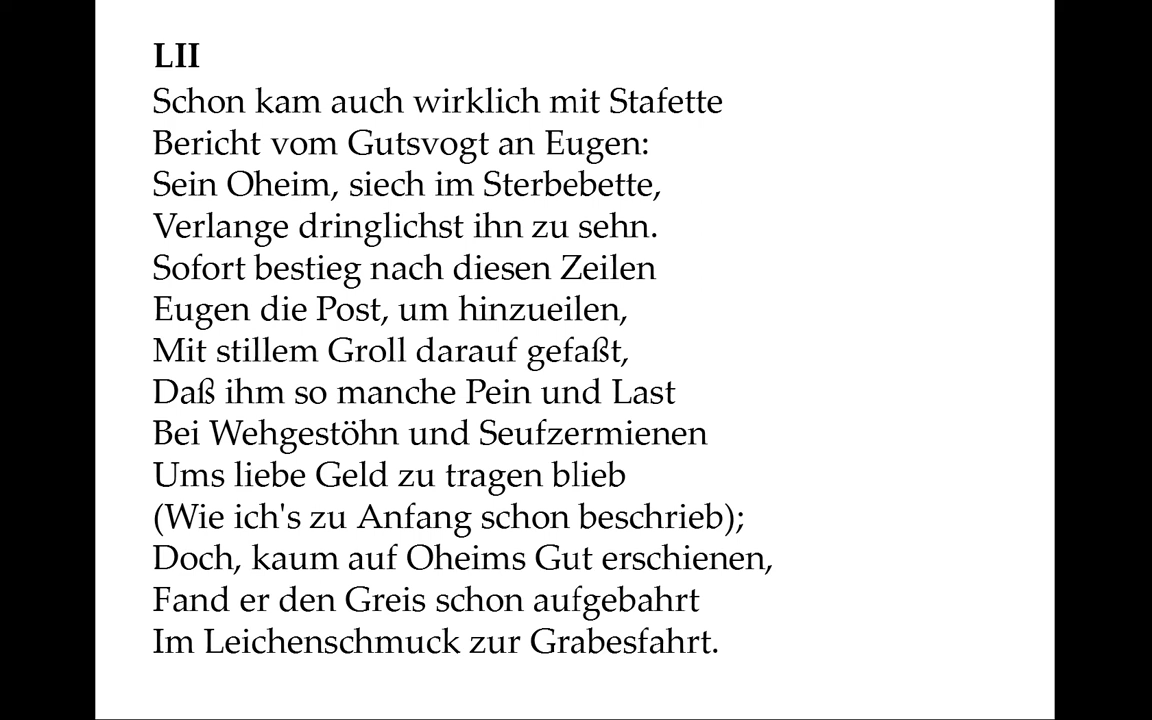 LII
Schon kam auch wirklich mit Stafette
Bericht vom Gutsvogt an Eugen:
Sein Oheim, siech im Sterbebette,
Verlange dringlichst ihn zu sehn.
Sofort bestieg nach diesen Zeilen
Eugen die Post, um hinzueilen,
Mit stillem Groll darauf gefaßt,
Daß ihm so manche Pein und Last
Bei Wehgestöhn und Seufzermienen
Ums liebe Geld zu tragen blieb
(Wie ich's zu Anfang schon beschrieb);
Doch, kaum auf Oheims Gut erschienen,
Fand er den Greis schon aufgebahrt
Im Leichenschmuck zur Grabesfahrt.